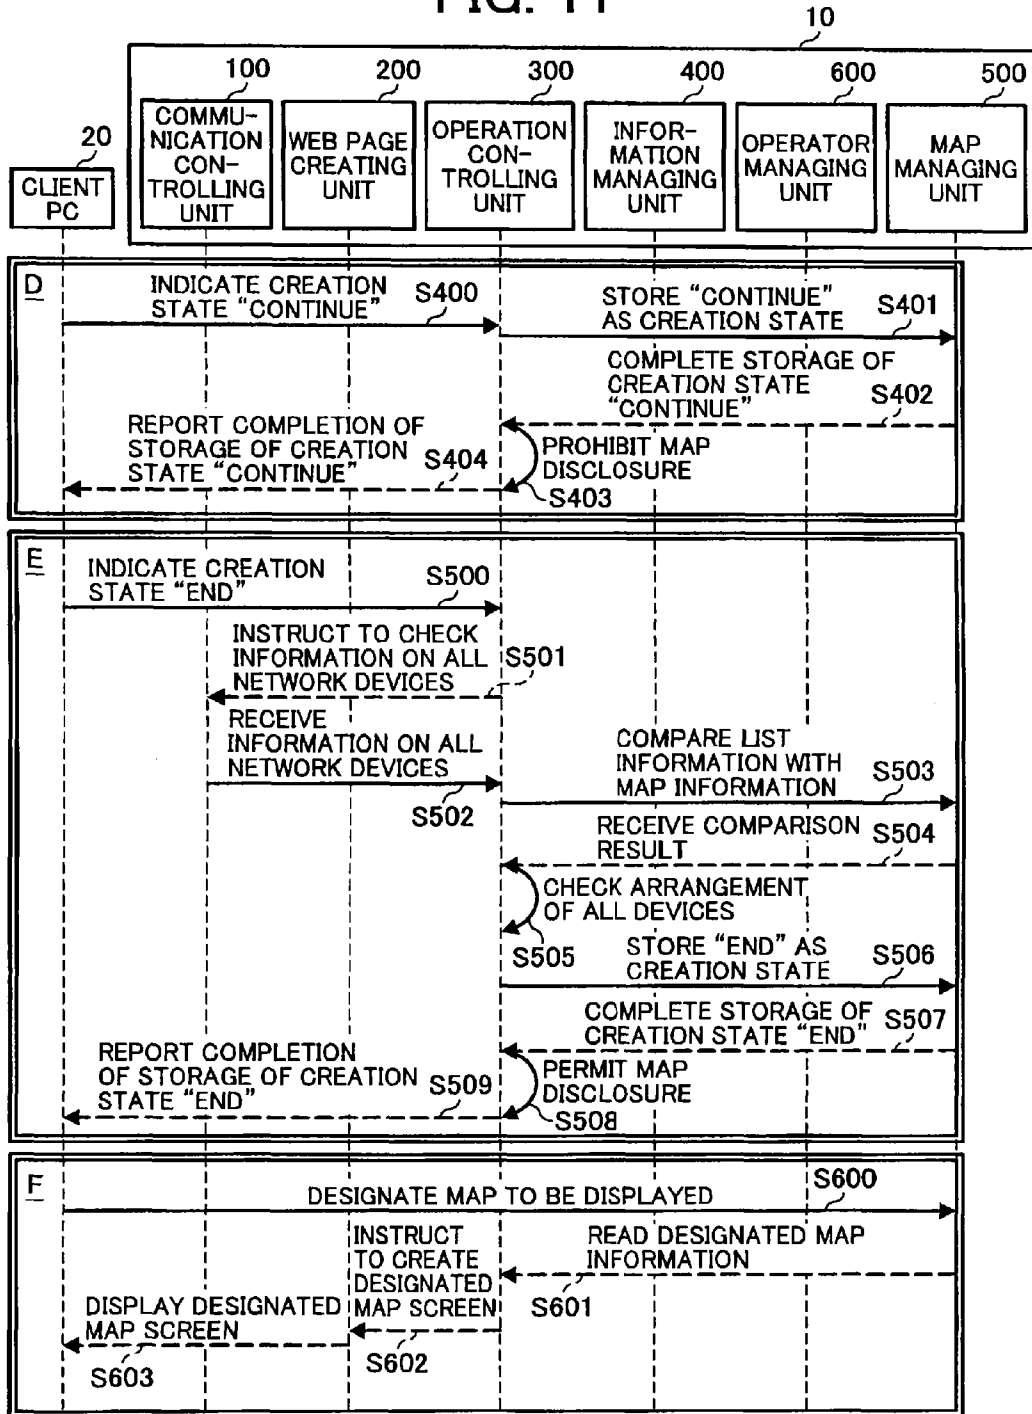 10
100
200
300
400
600
500
20
CLIENT
PC
COMMU-
NICATION
CON-
TROLLING
UNIT
WEB PAGE
CREATING
UNIT
OPERATION
CON-
TROLLING
UNIT
INFOR-
MATION
MANAGING
UNIT
OPERATOR
MANAGING
UNIT
MAP
MANAGING
UNIT
D
INDICATE CREATION
STATE “CONTINUE”
S400
STORE “CONTINUE”
AS CREATION STATE
S401
COMPLETE STORAGE OF
CREATION STATE
“CONTINUE”
S402
PROHIBIT MAP
DISCLOSURE
S403
REPORT COMPLETION OF
STORAGE OF CREATION
STATE “CONTINUE”
S404
E
INDICATE CREATION
STATE “END”
S500
INSTRUCT TO CHECK
INFORMATION ON ALL
NETWORK DEVICES
S501
RECEIVE
INFORMATION ON ALL
NETWORK DEVICES
S502
COMPARE LIST
INFORMATION WITH
MAP INFORMATION
S503
RECEIVE COMPARISON
RESULT
S504
CHECK ARRANGEMENT
OF ALL DEVICES
S505
STORE “END” AS
CREATION STATE
S506
COMPLETE STORAGE OF
CREATION STATE “END”
S507
PERMIT MAP
DISCLOSURE
S508
REPORT COMPLETION
OF STORAGE OF CREATION
STATE “END”
S509
F
DESIGNATE MAP TO BE DISPLAYED
S600
READ DESIGNATED MAP
INFORMATION
S601
INSTRUCT
TO CREATE
DESIGNATED
MAP SCREEN
S602
DISPLAY DESIGNATED
MAP SCREEN
S603